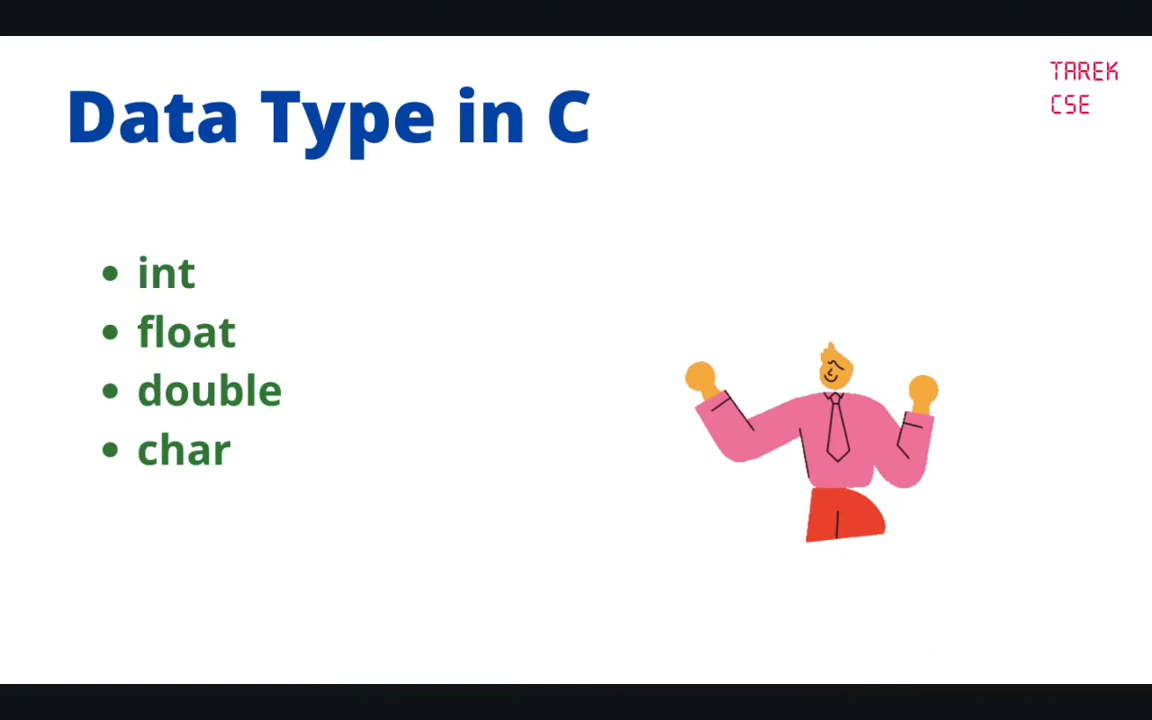 Data Type in C
TAREK
CSE
int
float
double
char